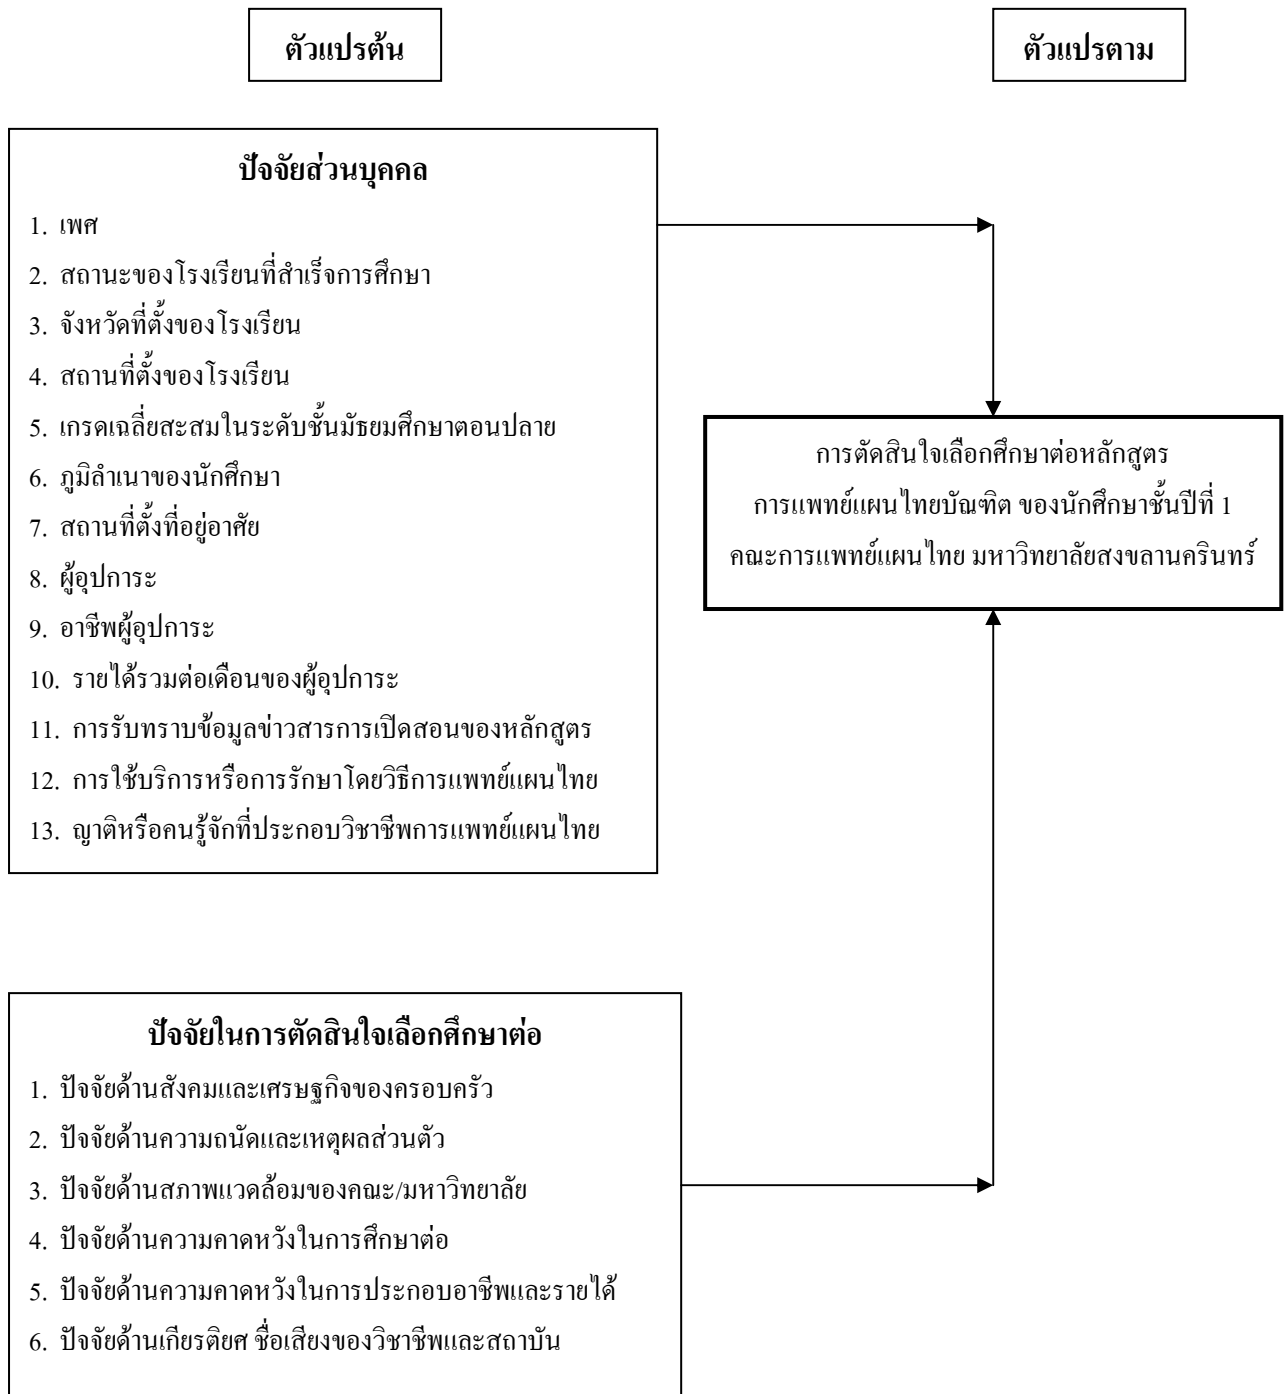 ตัวแปรต้น
ตัวแปรตาม
ปัจจัยส่วนบุคคล
1. เพศ
2. สถานะของโรงเรียนที่สำเร็จการศึกษา
3. จังหวัดที่ตั้งของโรงเรียน
4. สถานที่ตั้งของโรงเรียน
5. เกรดเฉลี่ยสะสมในระดับชั้นมัธยมศึกษาตอนปลาย
6. ภูมิลำเนาของนักศึกษา
7. สถานที่ตั้งที่อยู่อาศัย
8. ผู้อุปการะ
9. อาชีพผู้อุปการะ
10. รายได้รวมต่อเดือนของผู้อุปการะ
11. การรับทราบข้อมูลข่าวสารการเปิดสอนของหลักสูตร
12. การใช้บริการหรือการรักษาโดยวิธีการแพทย์แผนไทย
13. ญาติหรือคนรู้จักที่ประกอบวิชาชีพการแพทย์แผนไทย
การตัดสินใจเลือกศึกษาต่อหลักสูตร
การแพทย์แผนไทยบัณฑิต ของนักศึกษาชั้นปีที่ 1
คณะการแพทย์แผนไทย มหาวิทยาลัยสงขลานครินทร์
ปัจจัยในการตัดสินใจเลือกศึกษาต่อ
1. ปัจจัยด้านสังคมและเศรษฐกิจของครอบครัว
2. ปัจจัยด้านความถนัดและเหตุผลส่วนตัว
3. ปัจจัยด้านสภาพแวดล้อมของคณะ/มหาวิทยาลัย
4. ปัจจัยด้านความคาดหวังในการศึกษาต่อ
5. ปัจจัยด้านความคาดหวังในการประกอบอาชีพและรายได้
6. ปัจจัยด้านเกียรติยศ ชื่อเสียงของวิชาชีพและสถาบัน